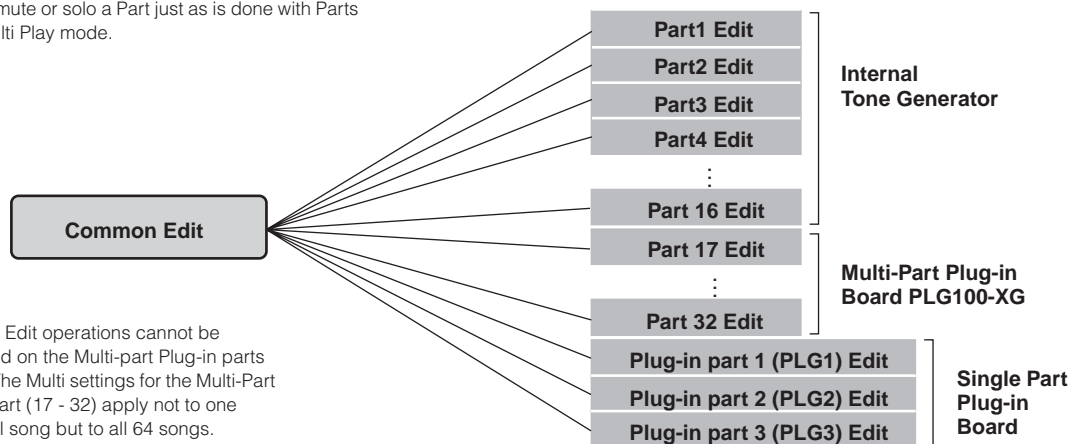 mute or solo a Part just as is done with Parts
lti Play mode.
Part1 Edit
Part2 Edit
Part3 Edit
Part4 Edit
Internal
Tone Generator
Common Edit
Part 16 Edit
Part 17 Edit
Part 32 Edit
Multi-Part Plug-in
Board PLG100-XG
Edit operations cannot be
d on the Multi-part Plug-in parts
The Multi settings for the Multi-Part
art (17 - 32) apply not to one
l song but to all 64 songs.
Plug-in part 1 (PLG1) Edit
Plug-in part 2 (PLG2) Edit
Plug-in part 3 (PLG3) Edit
Single Part
Plug-in
Board